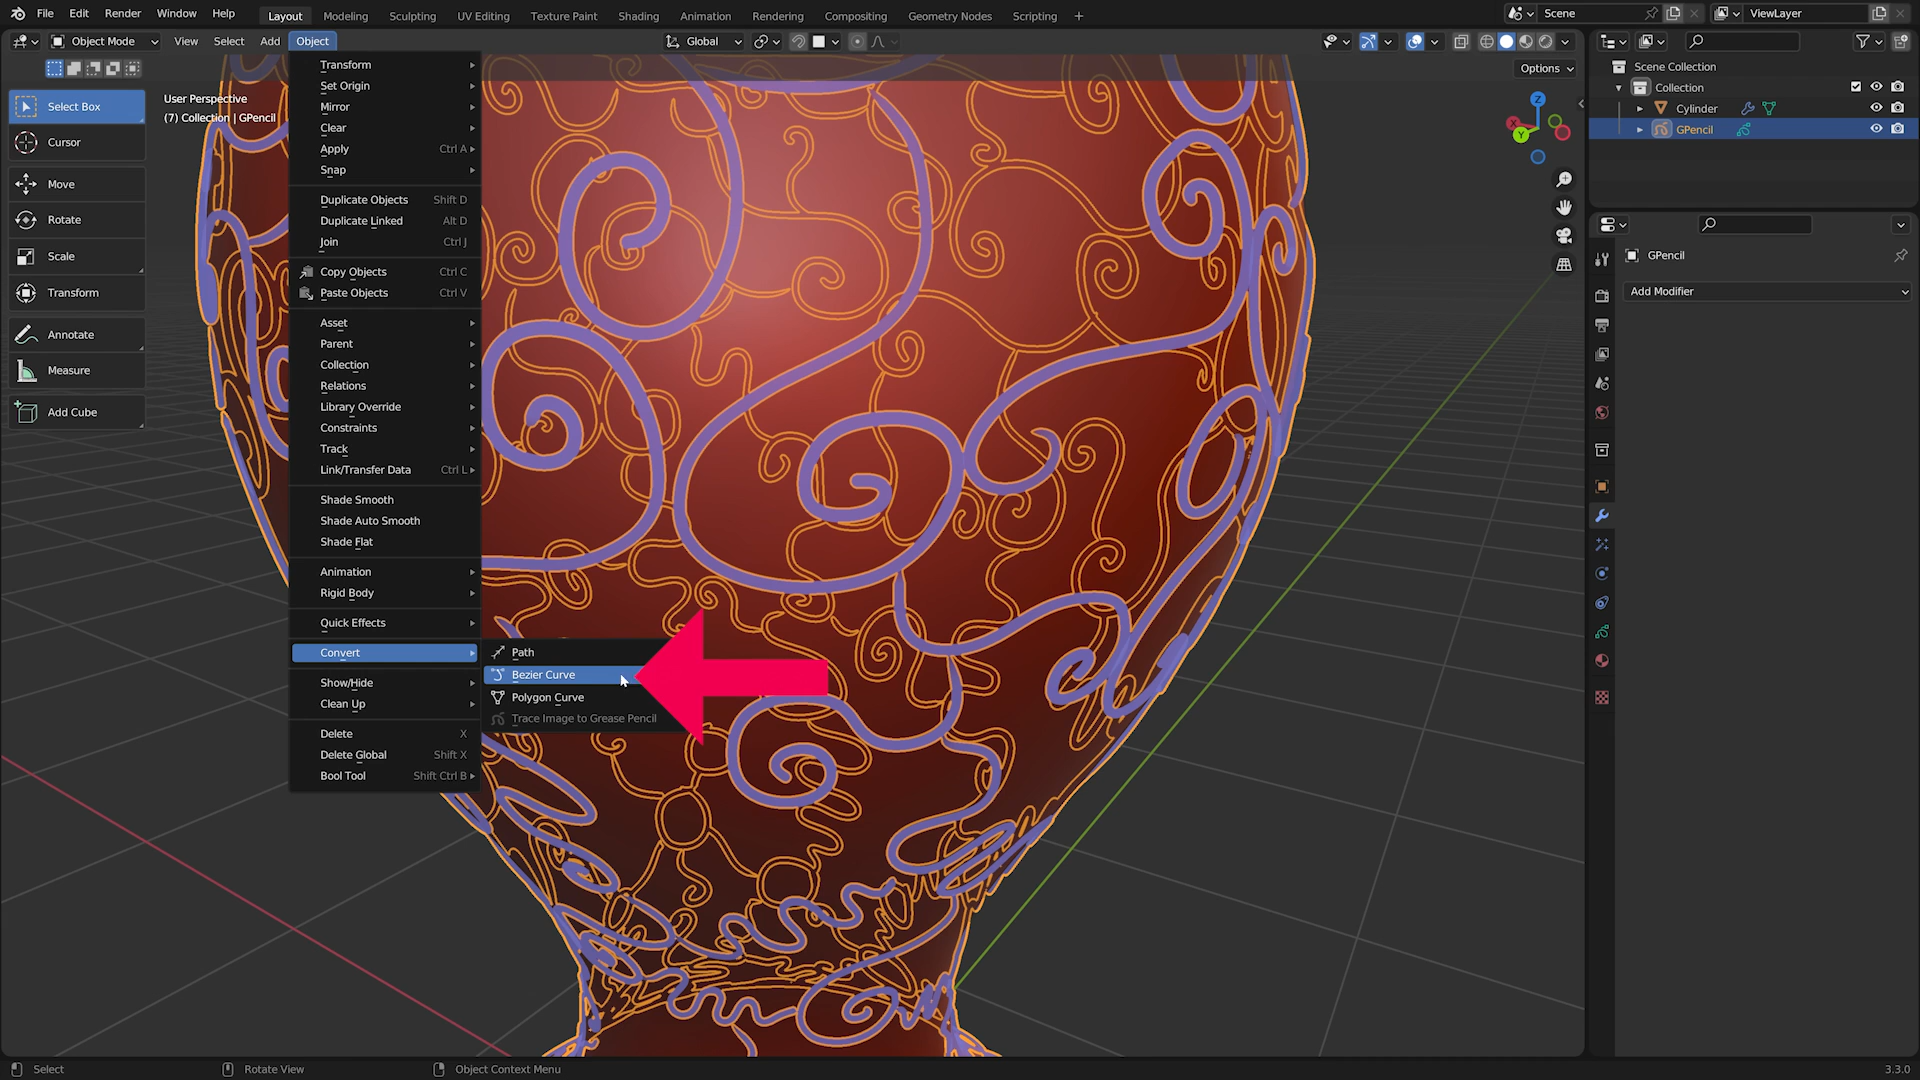 File Edit Render Window Help
Layout Modeling Sculpting UV Editing Texture Paint Shading Animation Rendering Compositing Geometry Nodes Scripting +
Scene
ViewLayer
Object Mode View Select Add Object
Global
Options
Select Box
Cursor
Move
Rotate
Scale
Transform
Annotate
Measure
Add Cube
User Perspective
(7) Collection | GPencil
Transform
Set Origin
Mirror
Clear
Apply Ctrl A
Snap
Duplicate Objects Shift D
Duplicate Linked Alt D
Join Ctrl J
Copy Objects Ctrl C
Paste Objects Ctrl V
Asset
Parent
Collection
Relations
Library Override
Constraints
Track
Link/Transfer Data Ctrl L
Shade Smooth
Shade Auto Smooth
Shade Flat
Animation
Rigid Body
Quick Effects
Convert
Show/Hide
Clean Up
Delete X
Delete Global Shift X
Bool Tool Shift Ctrl B
Path
Bezier Curve
Polygon Curve
Trace Image to Grease Pencil
Z
X
Y
Scene Collection
Collection
Cylinder
GPencil
GPencil
Add Modifier
Select
Rotate View
Object Context Menu
3.3.0